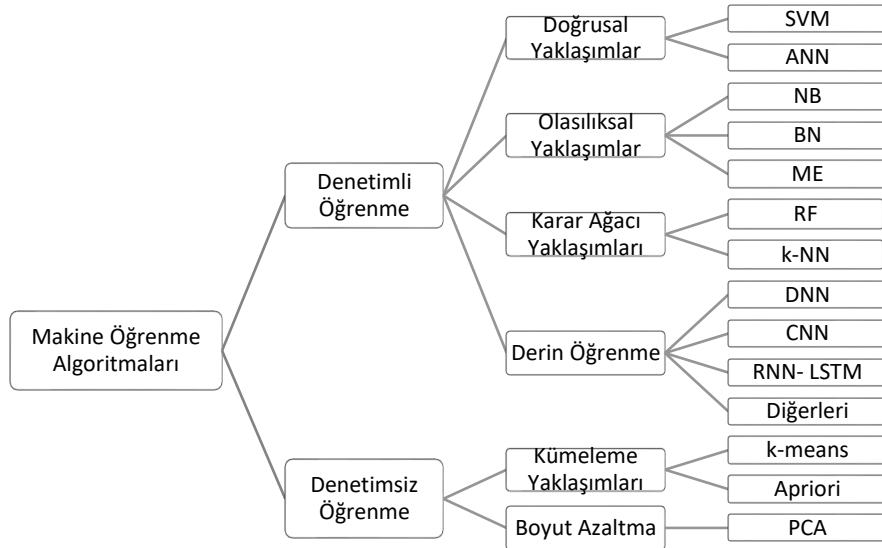 Makine Öğrenme
Algoritmaları
Denetimli
Öğrenme
Doğrusal
Yaklaşımlar
SVM
ANN
Olasılıksal
Yaklaşımlar
NB
BN
ME
Karar Ağacı
Yaklaşımları
RF
k-NN
Derin Öğrenme
DNN
CNN
RNN- LSTM
Diğerleri
Denetimsiz
Öğrenme
Kümeleme
Yaklaşımları
k-means
Apriori
Boyut Azaltma
PCA